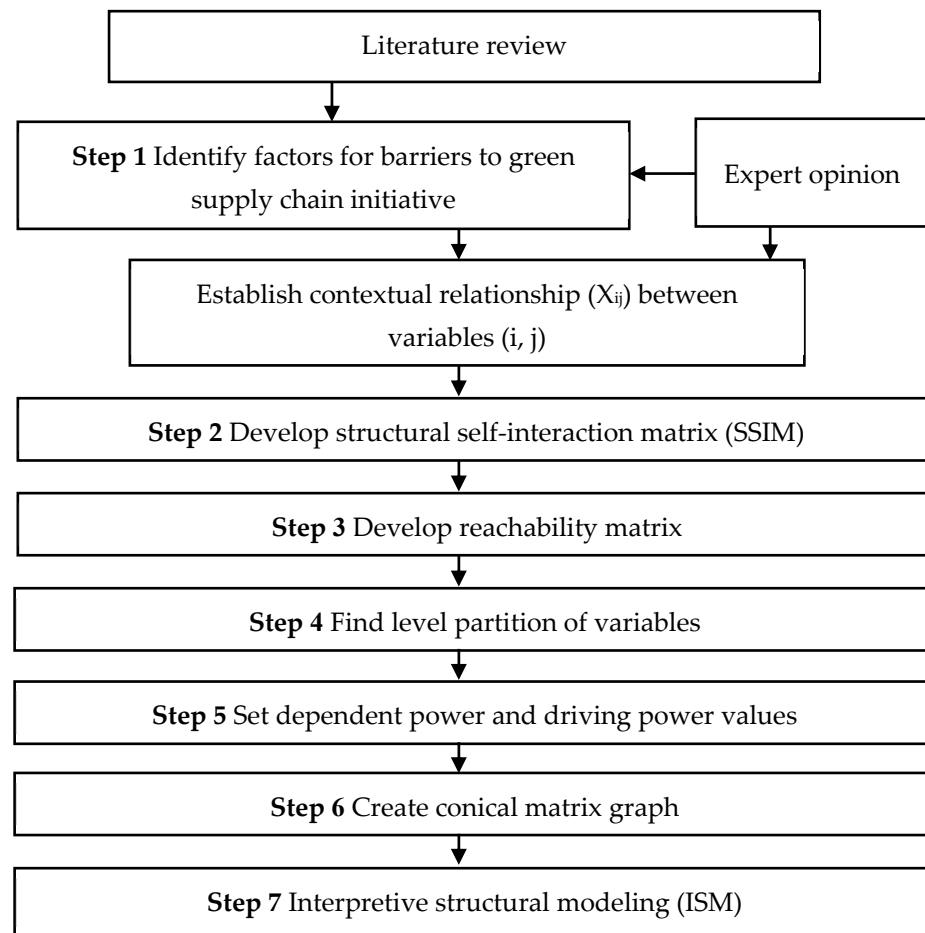 Literature review
Step 1 Identify factors for barriers to green
supply chain initiative
Expert opinion
Establish contextual relationship (Xij) between
variables (i, j)
Step 2 Develop structural self-interaction matrix (SSIM)
Step 3 Develop reachability matrix
Step 4 Find level partition of variables
Step 5 Set dependent power and driving power values
Step 6 Create conical matrix graph
Step 7 Interpretive structural modeling (ISM)